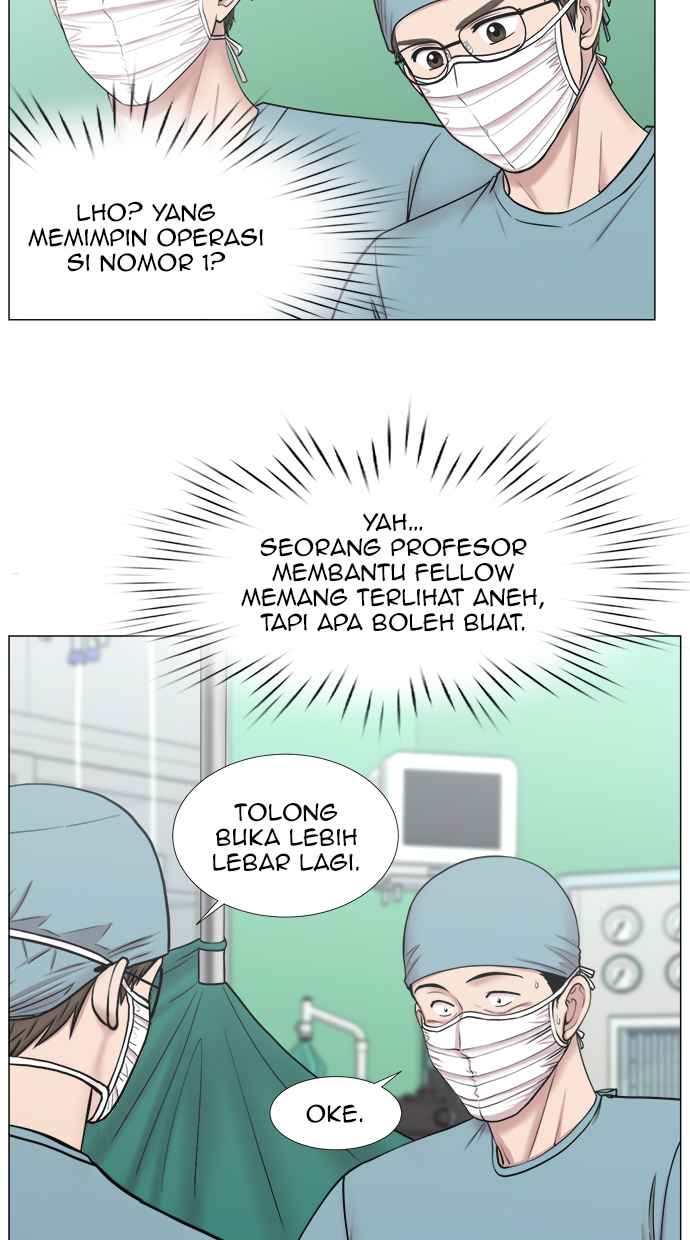 LHO? YANG
MEMIMPIN OPERASI
SI NOMOR 1?
YAH...
SEORANG PROFESOR
MEMBANTU FELLOW
MEMANG TERLIHAT ANEH,
TAPI APA BOLEH BUAT.
TOLONG
BUKA LEBIH
LEBAR LAGI.
OKE.